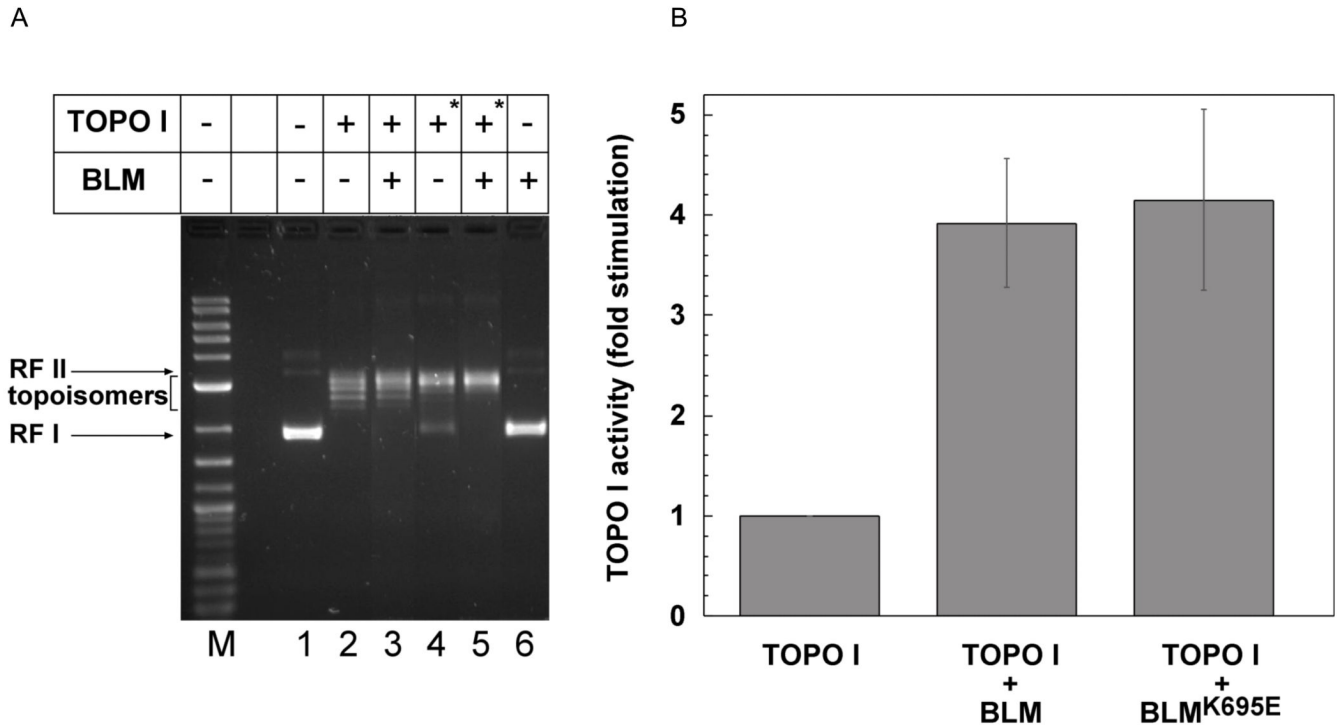 A
B
TOPO I - - + + +* +* -
BLM - - - + - + +
RF II
topoisomers
RF I
M 1 2 3 4 5 6
TOPO I activity (fold stimulation)
5
4
3
2
1
0
TOPO I
TOPO I
+
BLM
TOPO I
+
BLMK695E